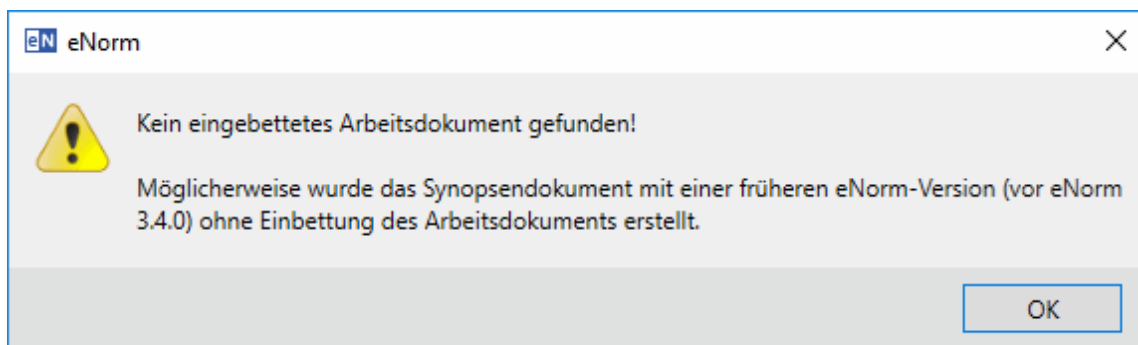 eN eNorm
Kein eingebettetes Arbeitsdokument gefunden!
Möglicherweise wurde das Synopsendokument mit einer früheren eNorm-Version (vor eNorm
3.4.0) ohne Einbettung des Arbeitsdokuments erstellt.
OK